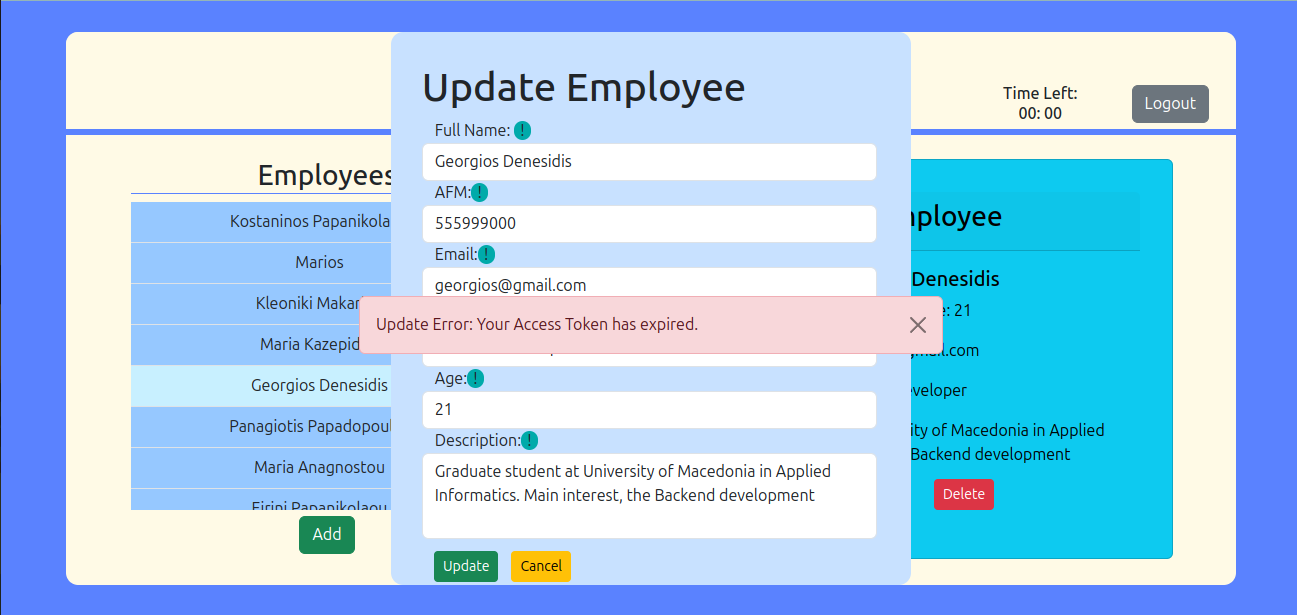 Update Employee
Time Left:
00: 00
Logout
Full Name: !
Georgios Denesidis
AFM:!
555999000
Email:!
georgios@gmail.com
Update Error: Your Access Token has expired.
Age:!
21
Description:!
Graduate student at University of Macedonia in Applied
Informatics. Main interest, the Backend development
Update
Cancel
Employees
Kostaninos Papanikola
Marios
Kleoniki Makar
Maria Kazepid
Georgios Denesidis
Panagiotis Papadopoul
Maria Anagnostou
Eirini Papanikolaou
Add
mployee
Denesidis
e: 21
gmail.com
eveloper
ity of Macedonia in Applied
Backend development
Delete